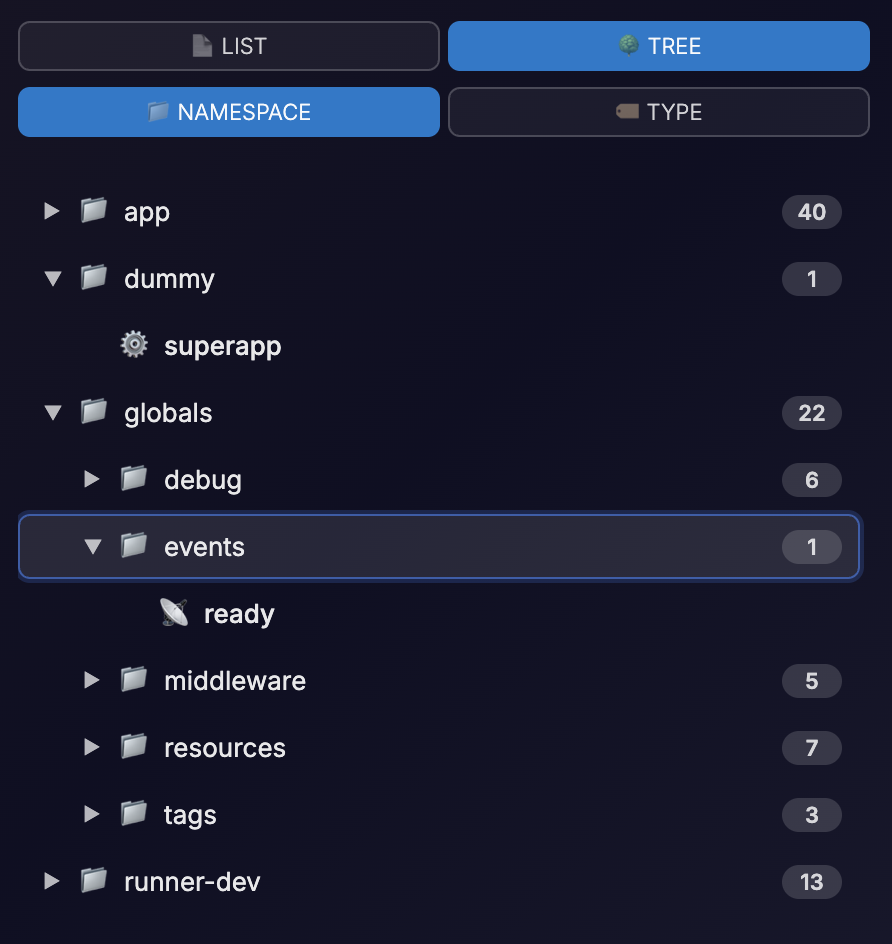 LIST TREE
NAMESPACE TYPE
app 40
dummy 1
superapp
globals 22
debug 6
events 1
ready
middleware 5
resources 7
tags 3
runner-dev 13